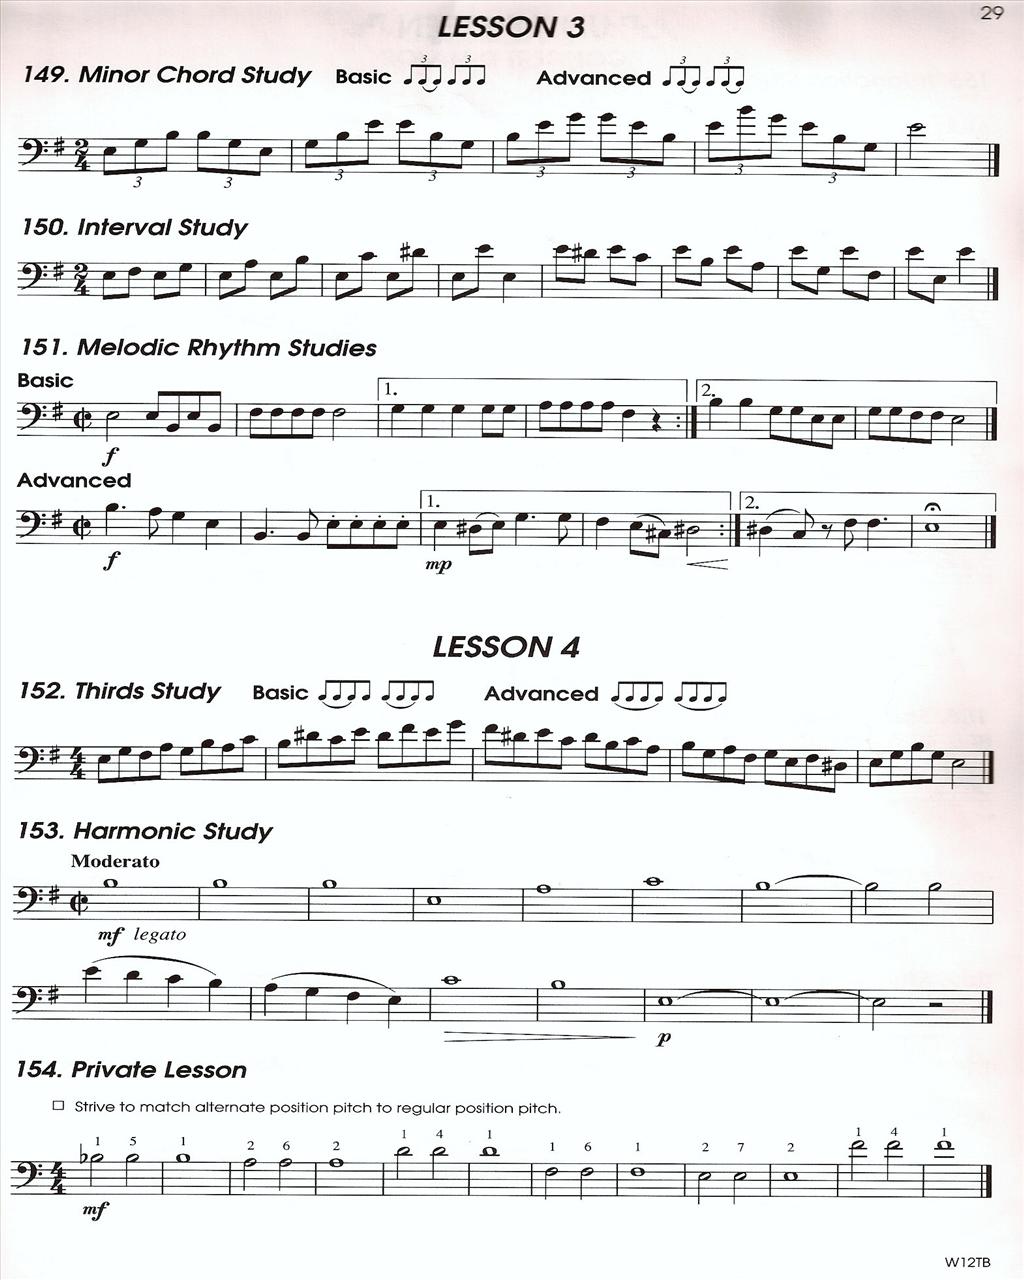 29
LESSON 3
149. Minor Chord Study Basic 3 3 Advanced 3 3
3 3 3 3 3 3 3 3
150. Interval Study
151. Melodic Rhythm Studies
Basic
1. 2.
f
Advanced
1. 2.
f mp
LESSON 4
152. Thirds Study Basic Advanced
153. Harmonic Study
Moderato
mf legato
p
154. Private Lesson
Strive to match alternate position pitch to regular position pitch.
1 5 1 2 6 2 1 4 1 1 6 1 2 7 2 1 4 1
mf
W12TB